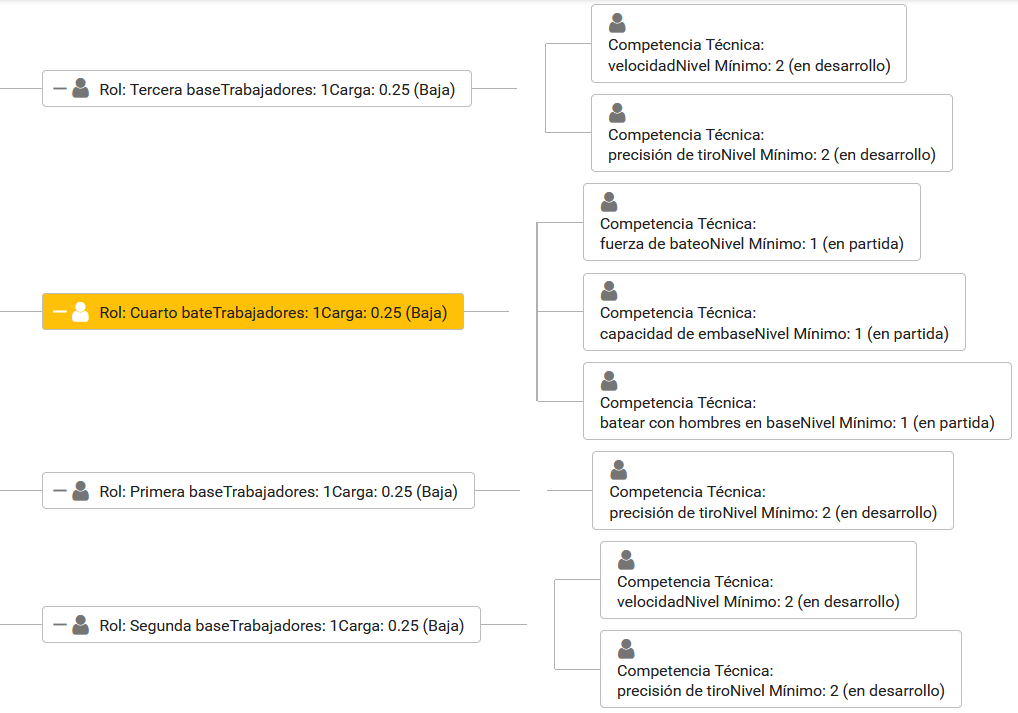 Rol: Tercera baseTrabajadores: 1Carga: 0.25 (Baja)
Competencia Técnica:
velocidadNivel Mínimo: 2 (en desarrollo)
Competencia Técnica:
precisión de tiroNivel Mínimo: 2 (en desarrollo)
Rol: Cuarto bateTrabajadores: 1Carga: 0.25 (Baja)
Competencia Técnica:
fuerza de bateoNivel Mínimo: 1 (en partida)
Competencia Técnica:
capacidad de embaseNivel Mínimo: 1 (en partida)
Competencia Técnica:
batear con hombres en baseNivel Mínimo: 1 (en partida)
Rol: Primera baseTrabajadores: 1Carga: 0.25 (Baja)
Competencia Técnica:
precisión de tiroNivel Mínimo: 2 (en desarrollo)
Rol: Segunda baseTrabajadores: 1Carga: 0.25 (Baja)
Competencia Técnica:
velocidadNivel Mínimo: 2 (en desarrollo)
Competencia Técnica:
precisión de tiroNivel Mínimo: 2 (en desarrollo)